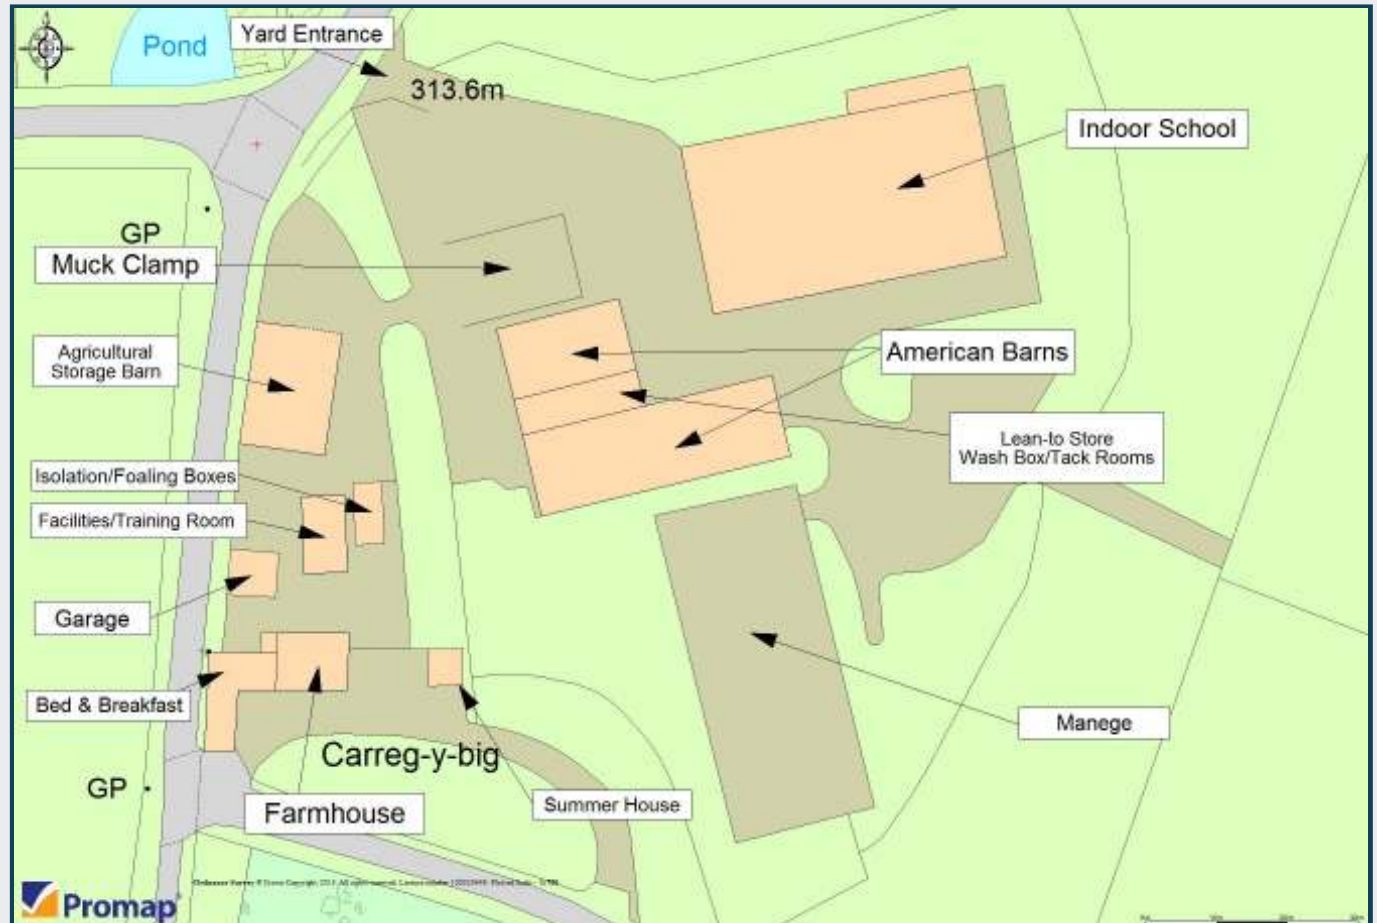 Yard Entrance
Pond
313.6m
Indoor School
GP
Muck Clamp
American Barns
Agricultural
Storage Barn
Lean-to Store
Wash Box/Tack Rooms
Isolation/Foaling Boxes
Facilities/Training Room
Garage
Bed & Breakfast
Manege
Carreg-y-big
GP
Summer House
Farmhouse
Promap